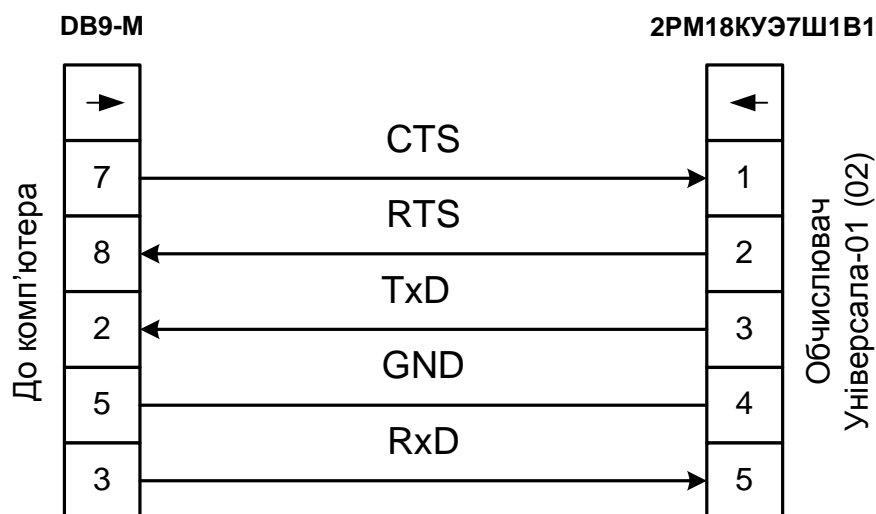 DB9-M
2РМ18КУЭ7Ш1В1
CTS
7
1
RTS
8
2
TxD
2
3
GND
5
4
RxD
3
5
До комп'ютера
Обчислювач
Універсала-01 (02)